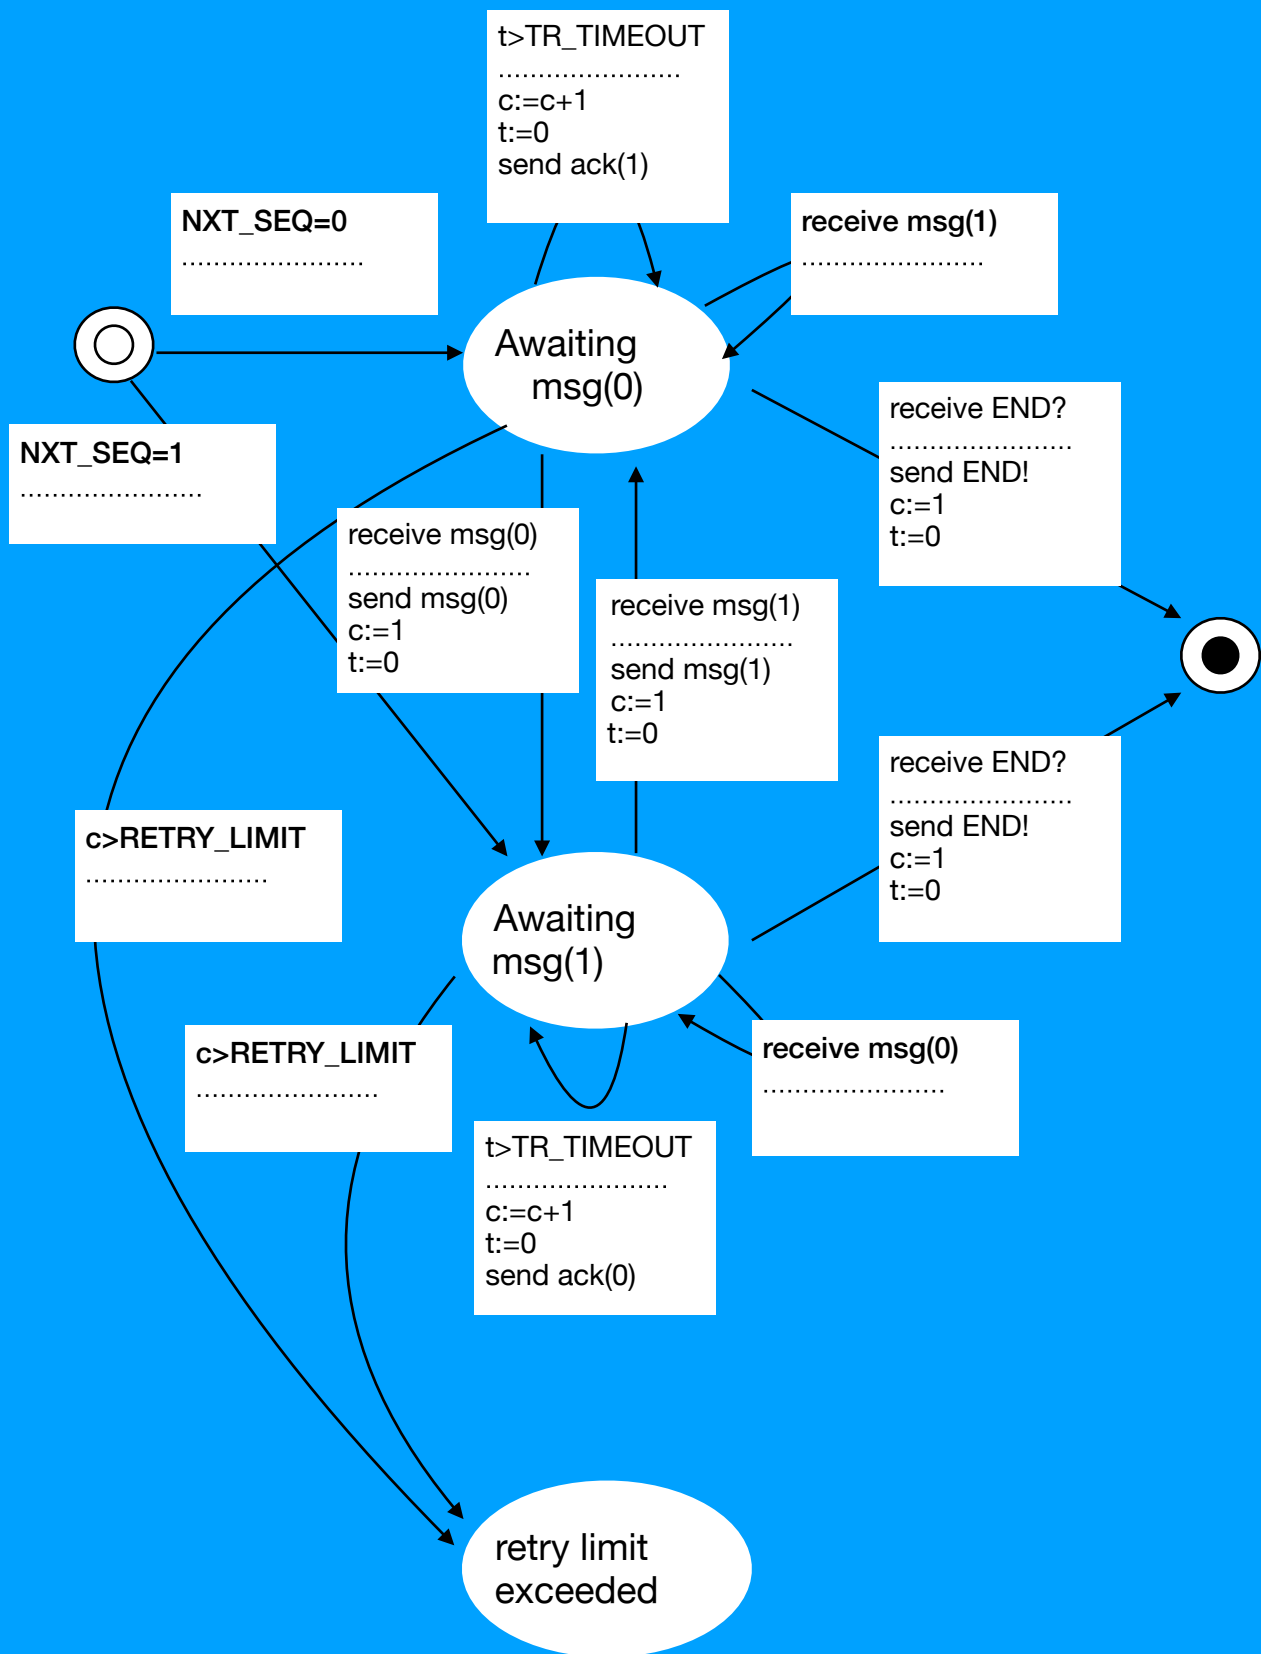 t>TR_TIMEOUT
.......................
c:=c+1
t:=0
send ack(1)
NXT_SEQ=0
.......................
receive msg(1)
.......................
Awaiting
msg(0)
receive END?
.......................
send END!
c:=1
t:=0
NXT_SEQ=1
.......................
receive msg(0)
.......................
send msg(0)
c:=1
t:=0
receive msg(1)
.......................
send msg(1)
c:=1
t:=0
receive END?
.......................
send END!
c:=1
t:=0
c>RETRY_LIMIT
.......................
Awaiting
msg(1)
c>RETRY_LIMIT
.......................
receive msg(0)
.......................
t>TR_TIMEOUT
.......................
c:=c+1
t:=0
send ack(0)
retry limit
exceeded